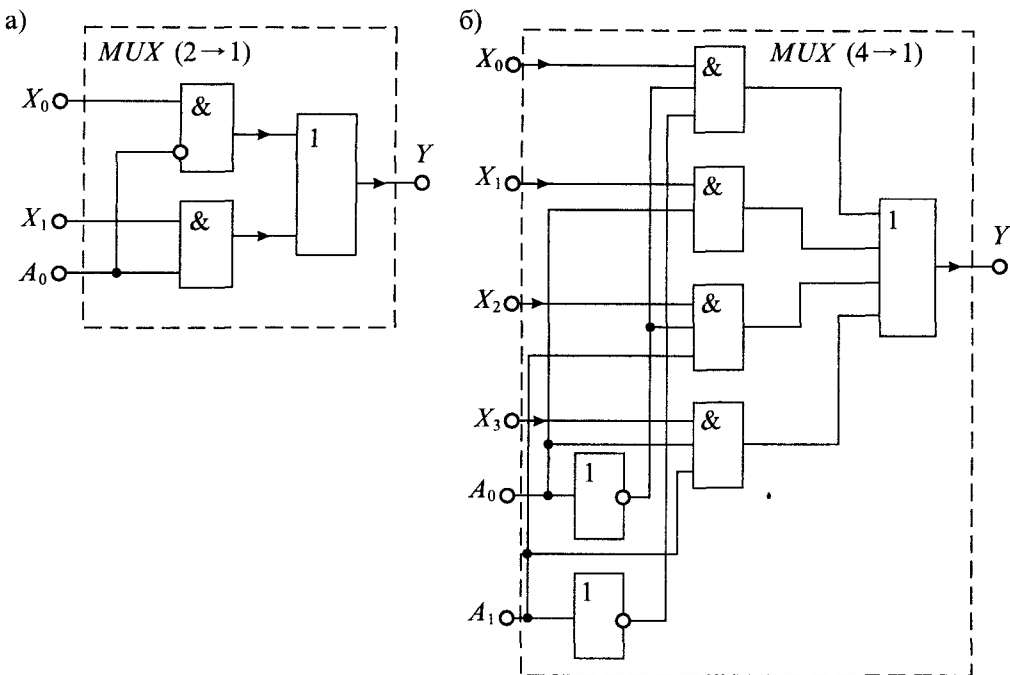 а)
MUX (2→1)
X₀
&
1
Y
X₁
&
A₀
б)
MUX (4→1)
X₀
&
X₁
&
1
Y
X₂
&
X₃
&
A₀
1
A₁
1